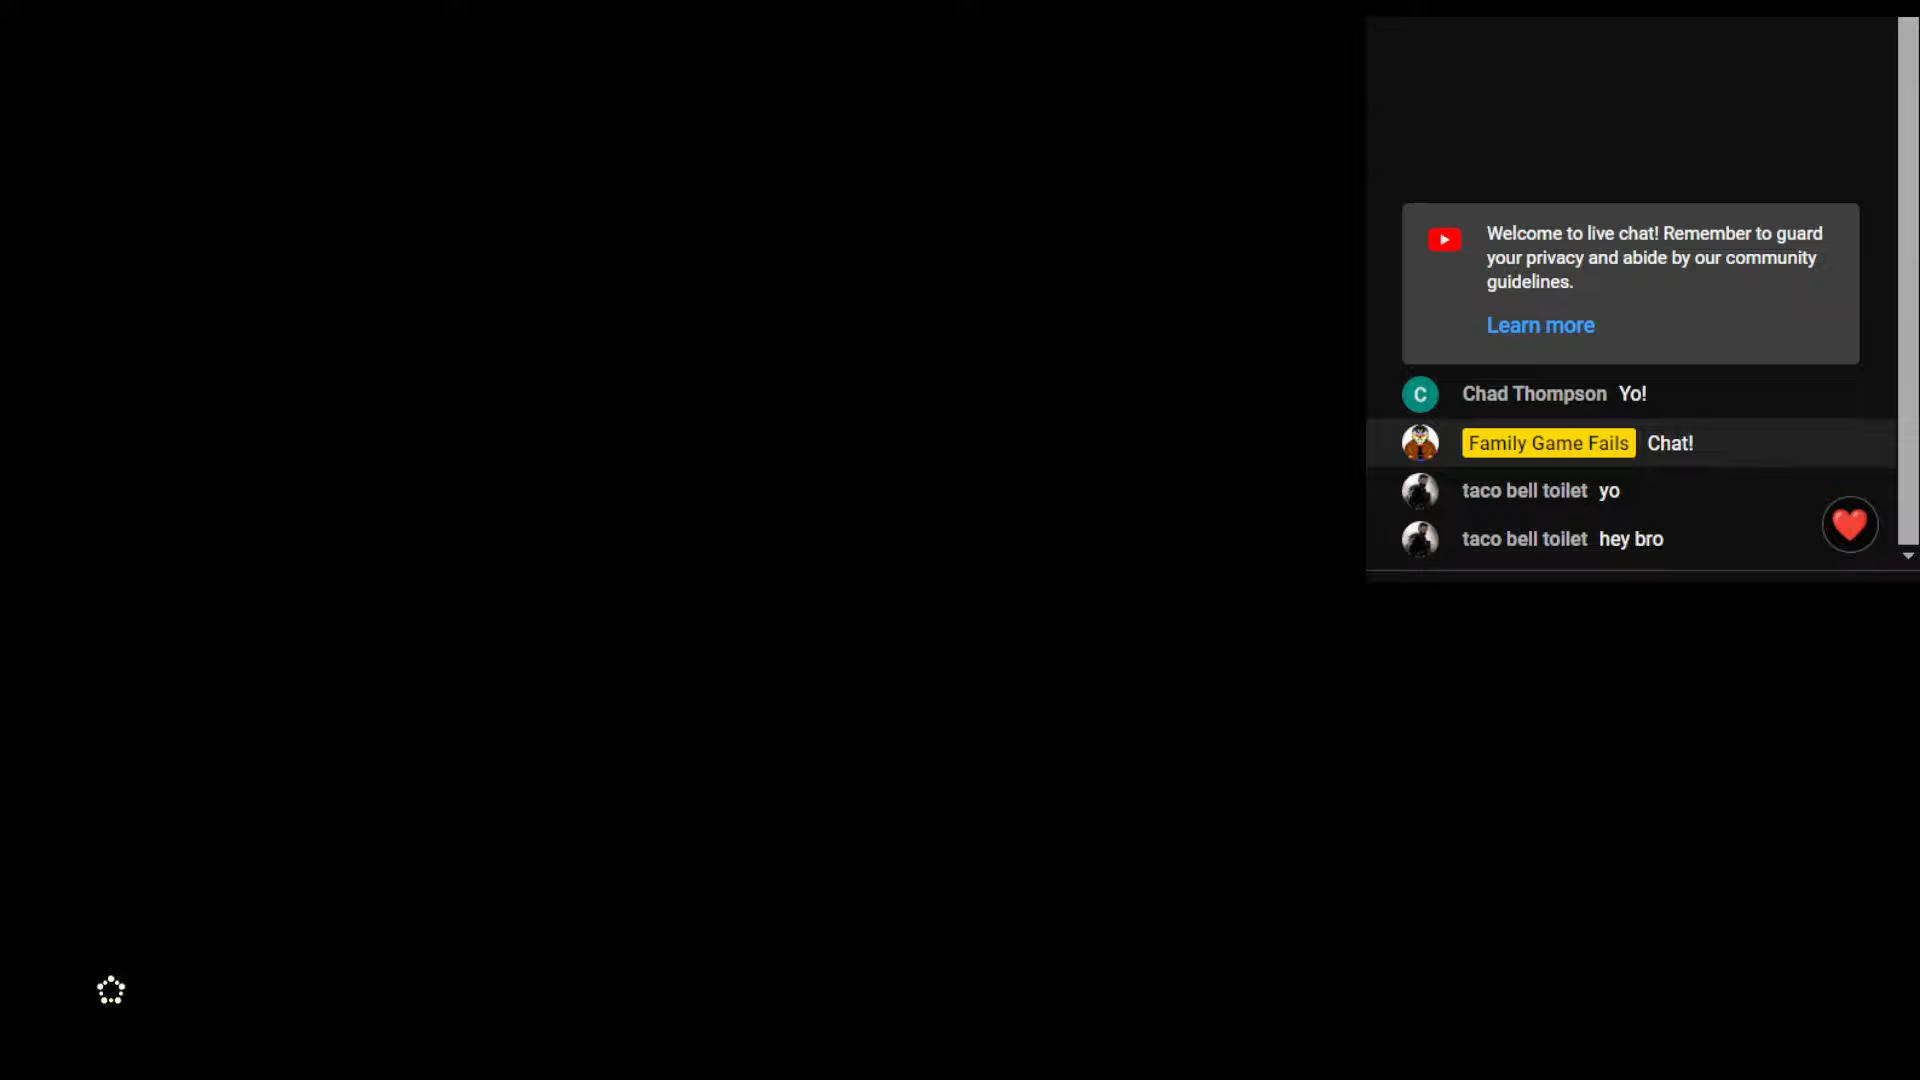 Welcome to live chat! Remember to guard
your privacy and abide by our community
guidelines.
Learn more
C Chad Thompson Yo!
Family Game Fails Chat!
taco bell toilet yo
taco bell toilet hey bro